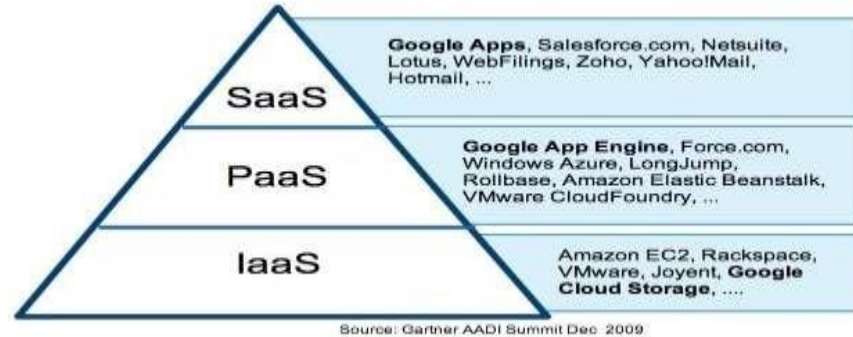 SaaS
Google Apps, Salesforce.com, Netsuite,
Lotus, WebFilings, Zoho, Yahoo!Mail,
Hotmail, ...
PaaS
Google App Engine, Force.com,
Windows Azure, LongJump,
Rollbase, Amazon Elastic Beanstalk,
VMware CloudFoundry, ...
IaaS
Amazon EC2, Rackspace,
VMware, Joyent, Google
Cloud Storage, ....
Source: Gartner AADI Summit Dec 2009